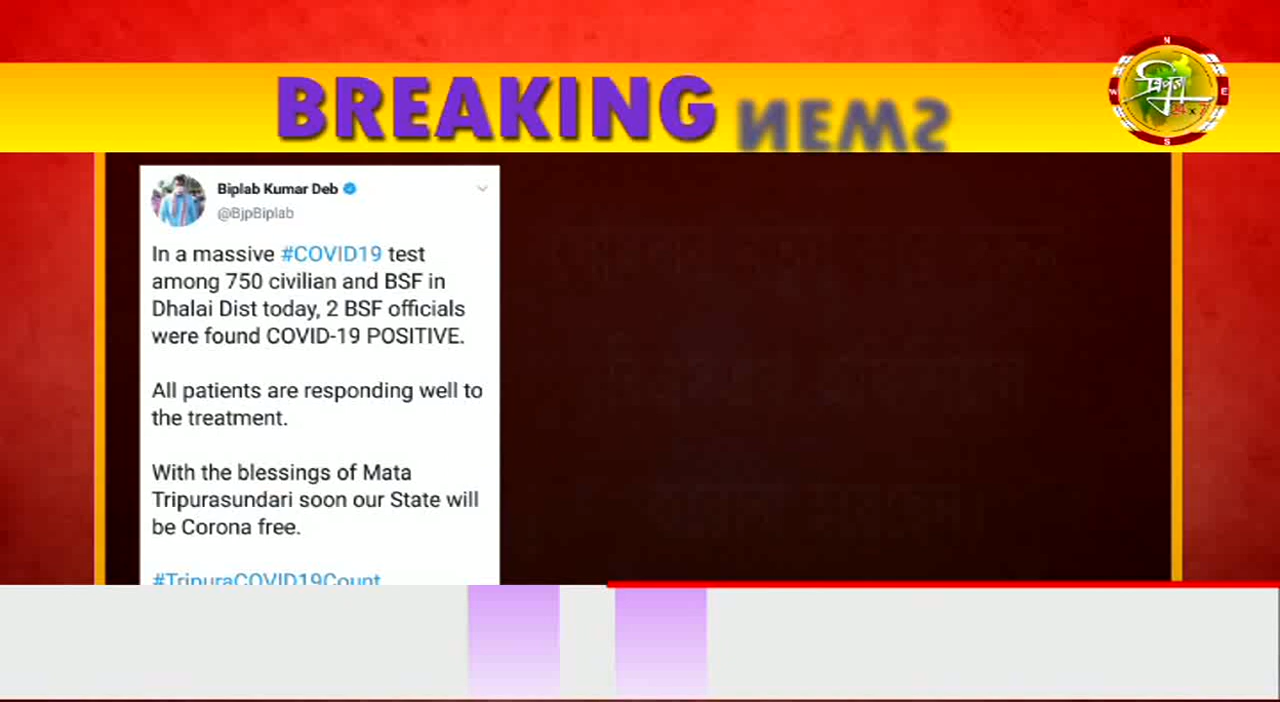 BREAKING NEWS
N
W
E
S
ত্রিপুরা
24x7
Biplab Kumar Deb
@BjpBiplab
In a massive #COVID19 test
among 750 civilian and BSF in
Dhalai Dist today, 2 BSF officials
were found COVID-19 POSITIVE.
All patients are responding well to
the treatment.
With the blessings of Mata
Tripurasundari soon our State will
be Corona free.
#TripuraCOVID19Count